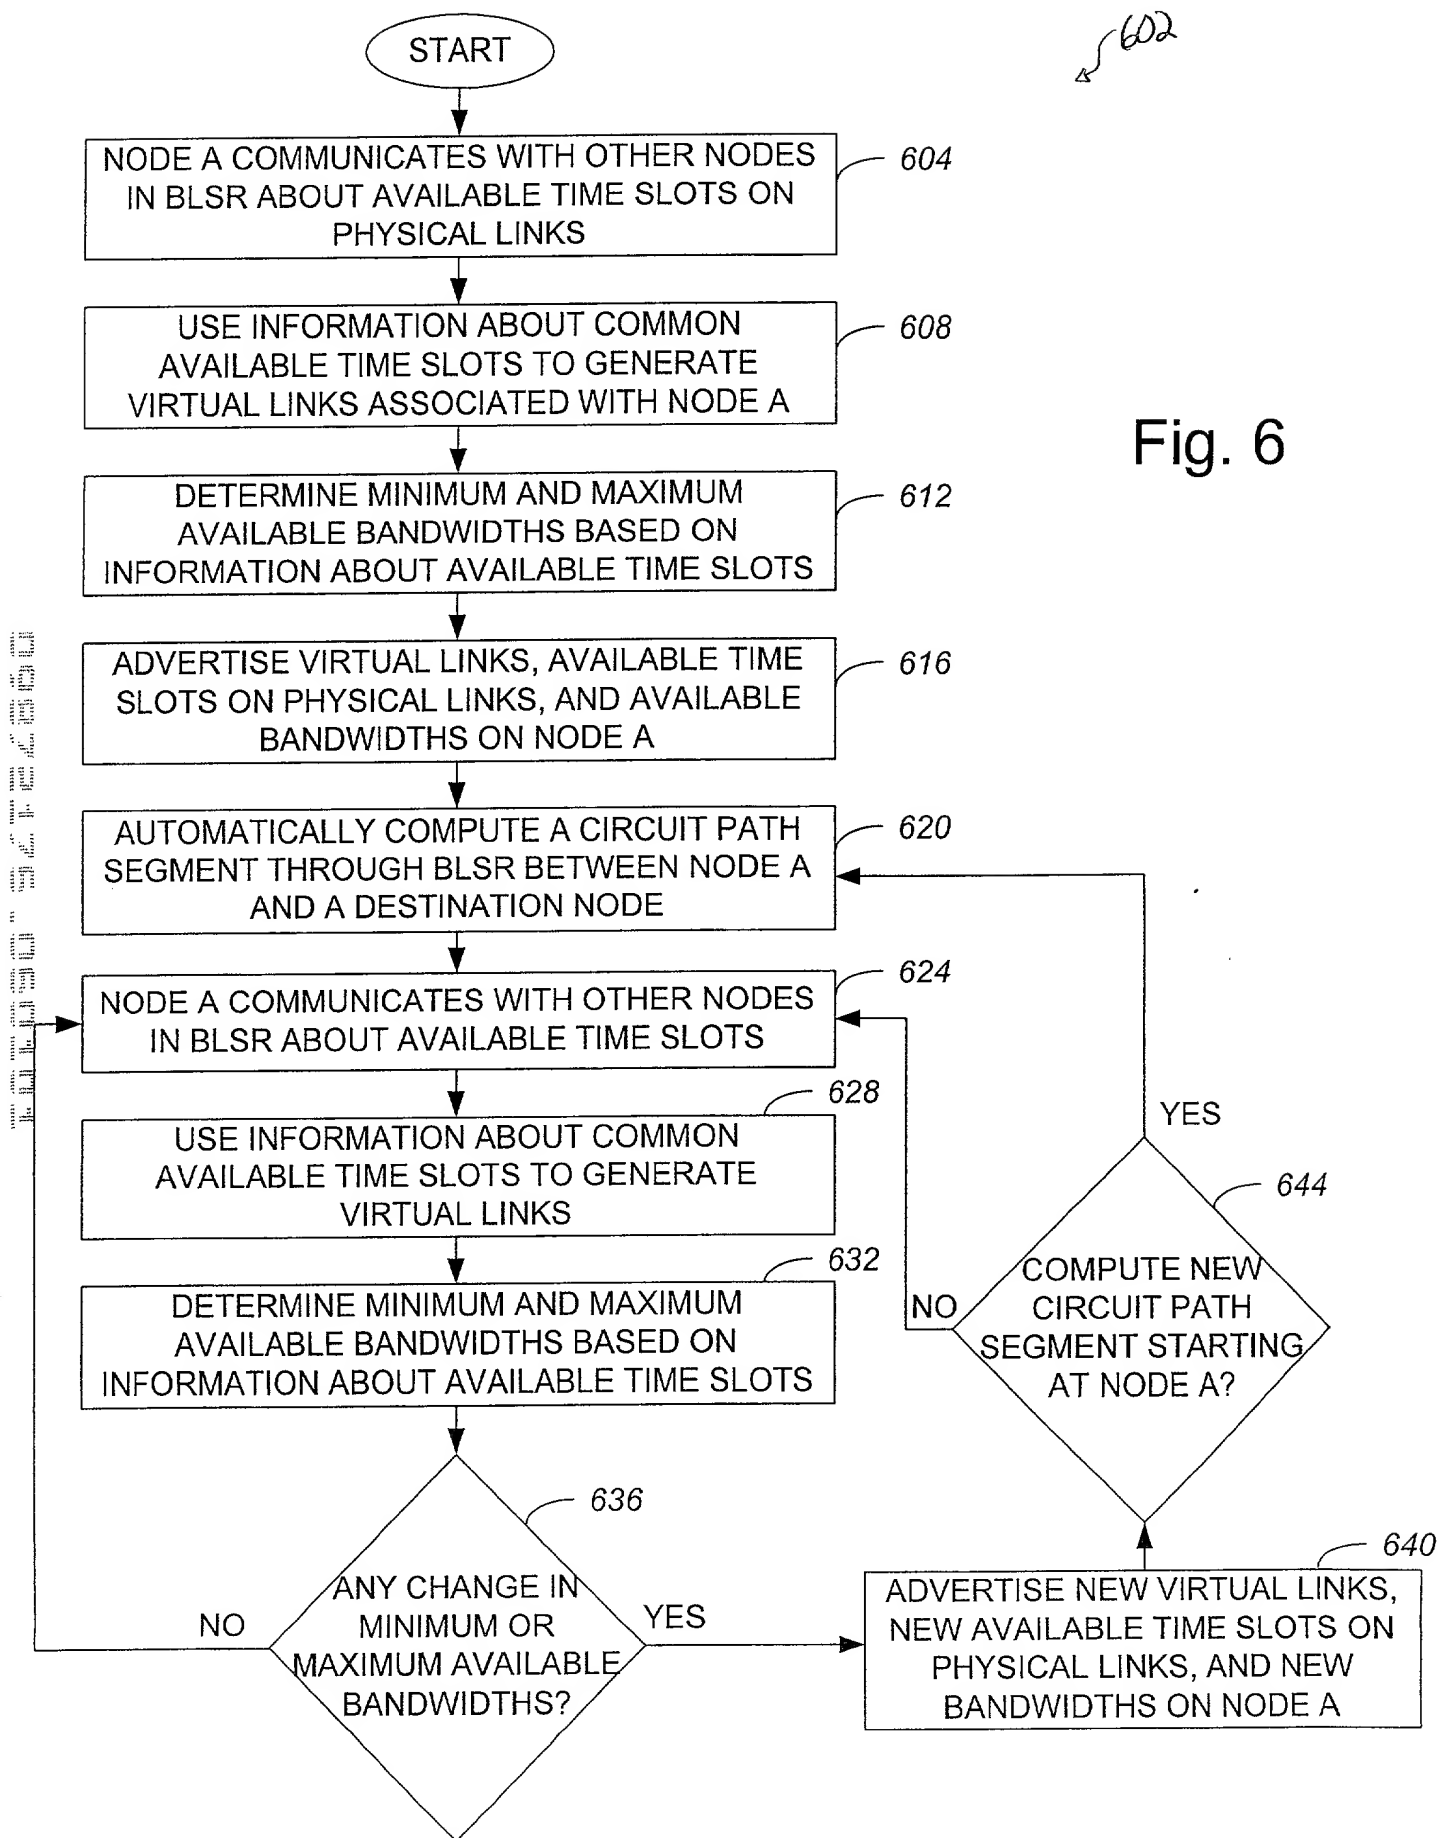 START
602
NODE A COMMUNICATES WITH OTHER NODES
IN BLSR ABOUT AVAILABLE TIME SLOTS ON
PHYSICAL LINKS
604
USE INFORMATION ABOUT COMMON
AVAILABLE TIME SLOTS TO GENERATE
VIRTUAL LINKS ASSOCIATED WITH NODE A
608
Fig. 6
DETERMINE MINIMUM AND MAXIMUM
AVAILABLE BANDWIDTHS BASED ON
INFORMATION ABOUT AVAILABLE TIME SLOTS
612
ADVERTISE VIRTUAL LINKS, AVAILABLE TIME
SLOTS ON PHYSICAL LINKS, AND AVAILABLE
BANDWIDTHS ON NODE A
616
AUTOMATICALLY COMPUTE A CIRCUIT PATH
SEGMENT THROUGH BLSR BETWEEN NODE A
AND A DESTINATION NODE
620
NODE A COMMUNICATES WITH OTHER NODES
IN BLSR ABOUT AVAILABLE TIME SLOTS
624
USE INFORMATION ABOUT COMMON
AVAILABLE TIME SLOTS TO GENERATE
VIRTUAL LINKS
628
DETERMINE MINIMUM AND MAXIMUM
AVAILABLE BANDWIDTHS BASED ON
INFORMATION ABOUT AVAILABLE TIME SLOTS
632
ANY CHANGE IN
MINIMUM OR
MAXIMUM AVAILABLE
BANDWIDTHS?
636
NO
YES
ADVERTISE NEW VIRTUAL LINKS,
NEW AVAILABLE TIME SLOTS ON
PHYSICAL LINKS, AND NEW
BANDWIDTHS ON NODE A
640
COMPUTE NEW
CIRCUIT PATH
SEGMENT STARTING
AT NODE A?
644
NO
YES